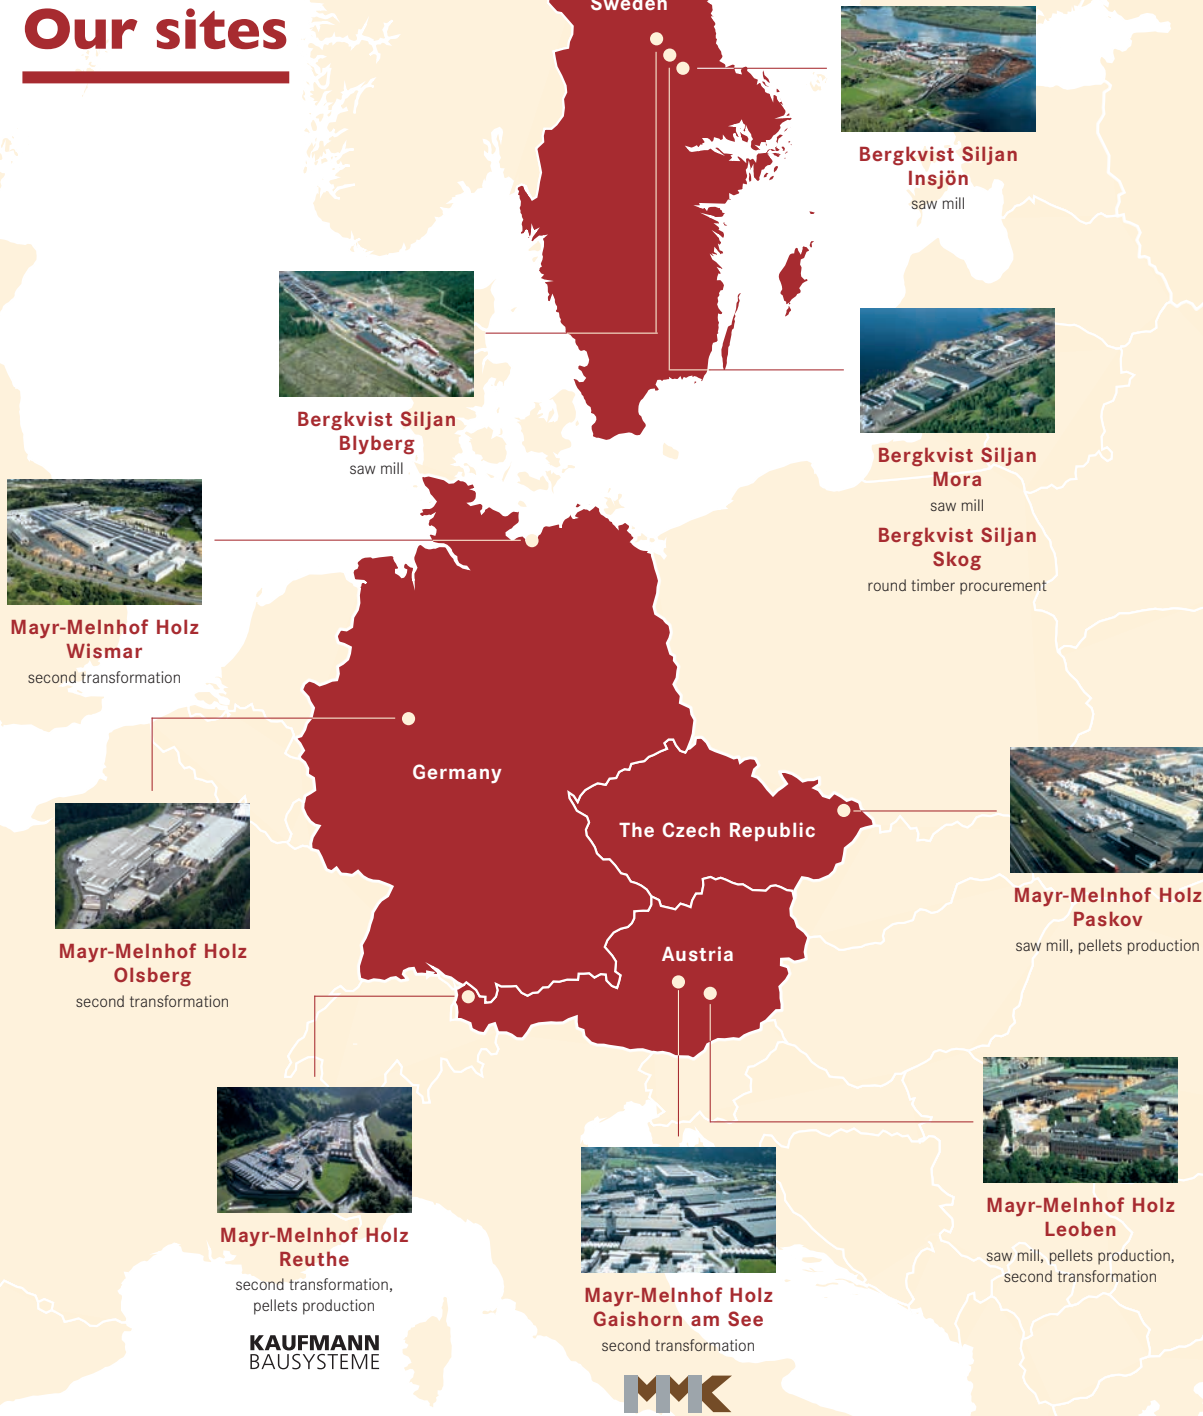 Our sites
Sweden
Bergkvist Siljan
Insjön
saw mill
Bergkvist Siljan
Blyberg
saw mill
Bergkvist Siljan
Mora
saw mill
Bergkvist Siljan
Skog
round timber procurement
Mayr-Melnhof Holz
Wismar
second transformation
Germany
The Czech Republic
Mayr-Melnhof Holz
Paskov
saw mill, pellets production
Mayr-Melnhof Holz
Olsberg
second transformation
Austria
Mayr-Melnhof Holz
Leoben
saw mill, pellets production,
second transformation
Mayr-Melnhof Holz
Reuthe
second transformation,
pellets production
KAUFMANN
BAUSYSTEME
Mayr-Melnhof Holz
Gaishorn am See
second transformation
MMK